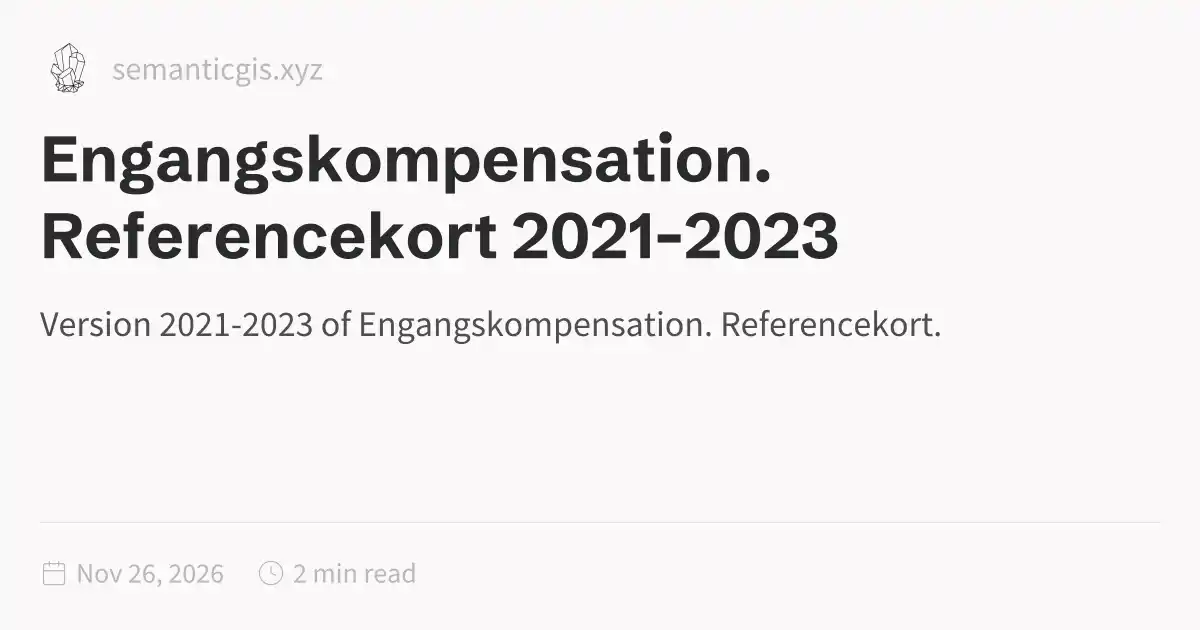 semanticgis.xyz
Engangskompensation.
Referencekort 2021-2023
Version 2021-2023 of Engangskompensation. Referencekort.
Nov 26, 2026 2 min read